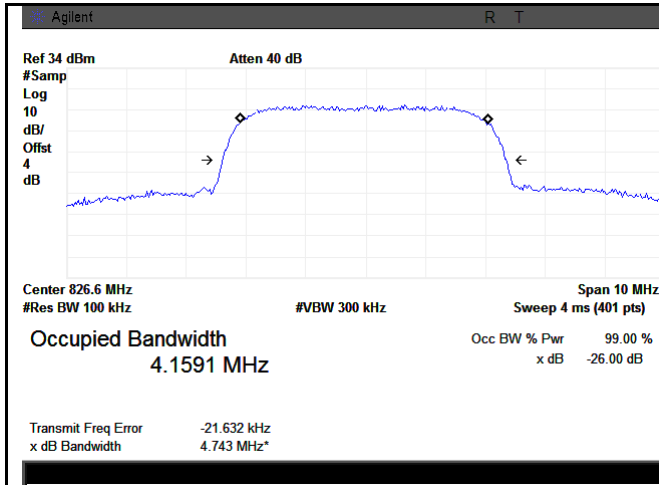 Agilent R T
Ref 34 dBm Atten 40 dB
#Samp
Log
10
dB/
Offst
4
dB
Center 826.6 MHz Span 10 MHz
#Res BW 100 kHz #VBW 300 kHz Sweep 4 ms (401 pts)
Occupied Bandwidth Occ BW % Pwr 99.00 %
4.1591 MHz x dB -26.00 dB
Transmit Freq Error -21.632 kHz
x dB Bandwidth 4.743 MHz*